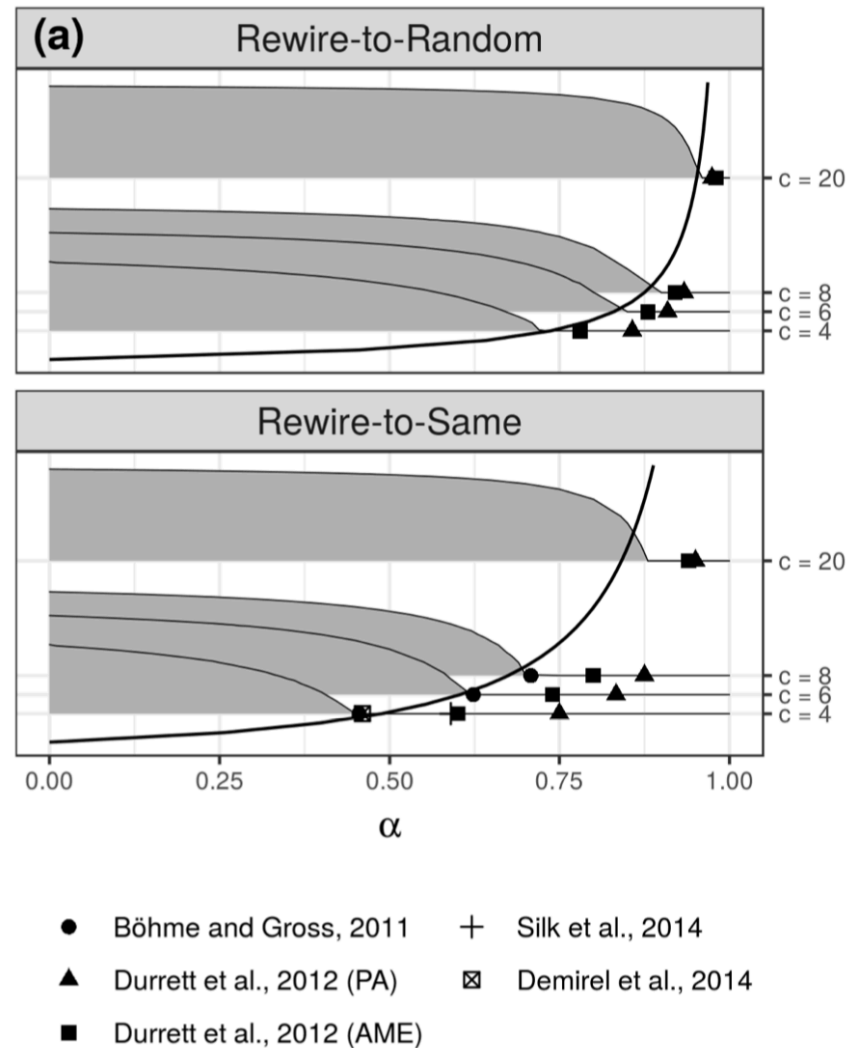 (a)
Rewire-to-Random
c = 20
c = 8
c = 6
c = 4
Rewire-to-Same
c = 20
c = 8
c = 6
c = 4
0.00 0.25 0.50 0.75 1.00
α
Böhme and Gross, 2011
Silk et al., 2014
Durrett et al., 2012 (PA)
Demirel et al., 2014
Durrett et al., 2012 (AME)